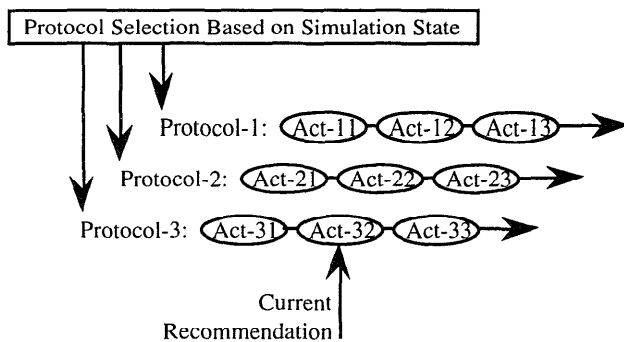 Protocol Selection Based on Simulation State
Protocol-1: Act-11 Act-12 Act-13
Protocol-2: Act-21 Act-22 Act-23
Protocol-3: Act-31 Act-32 Act-33
Current
Recommendation